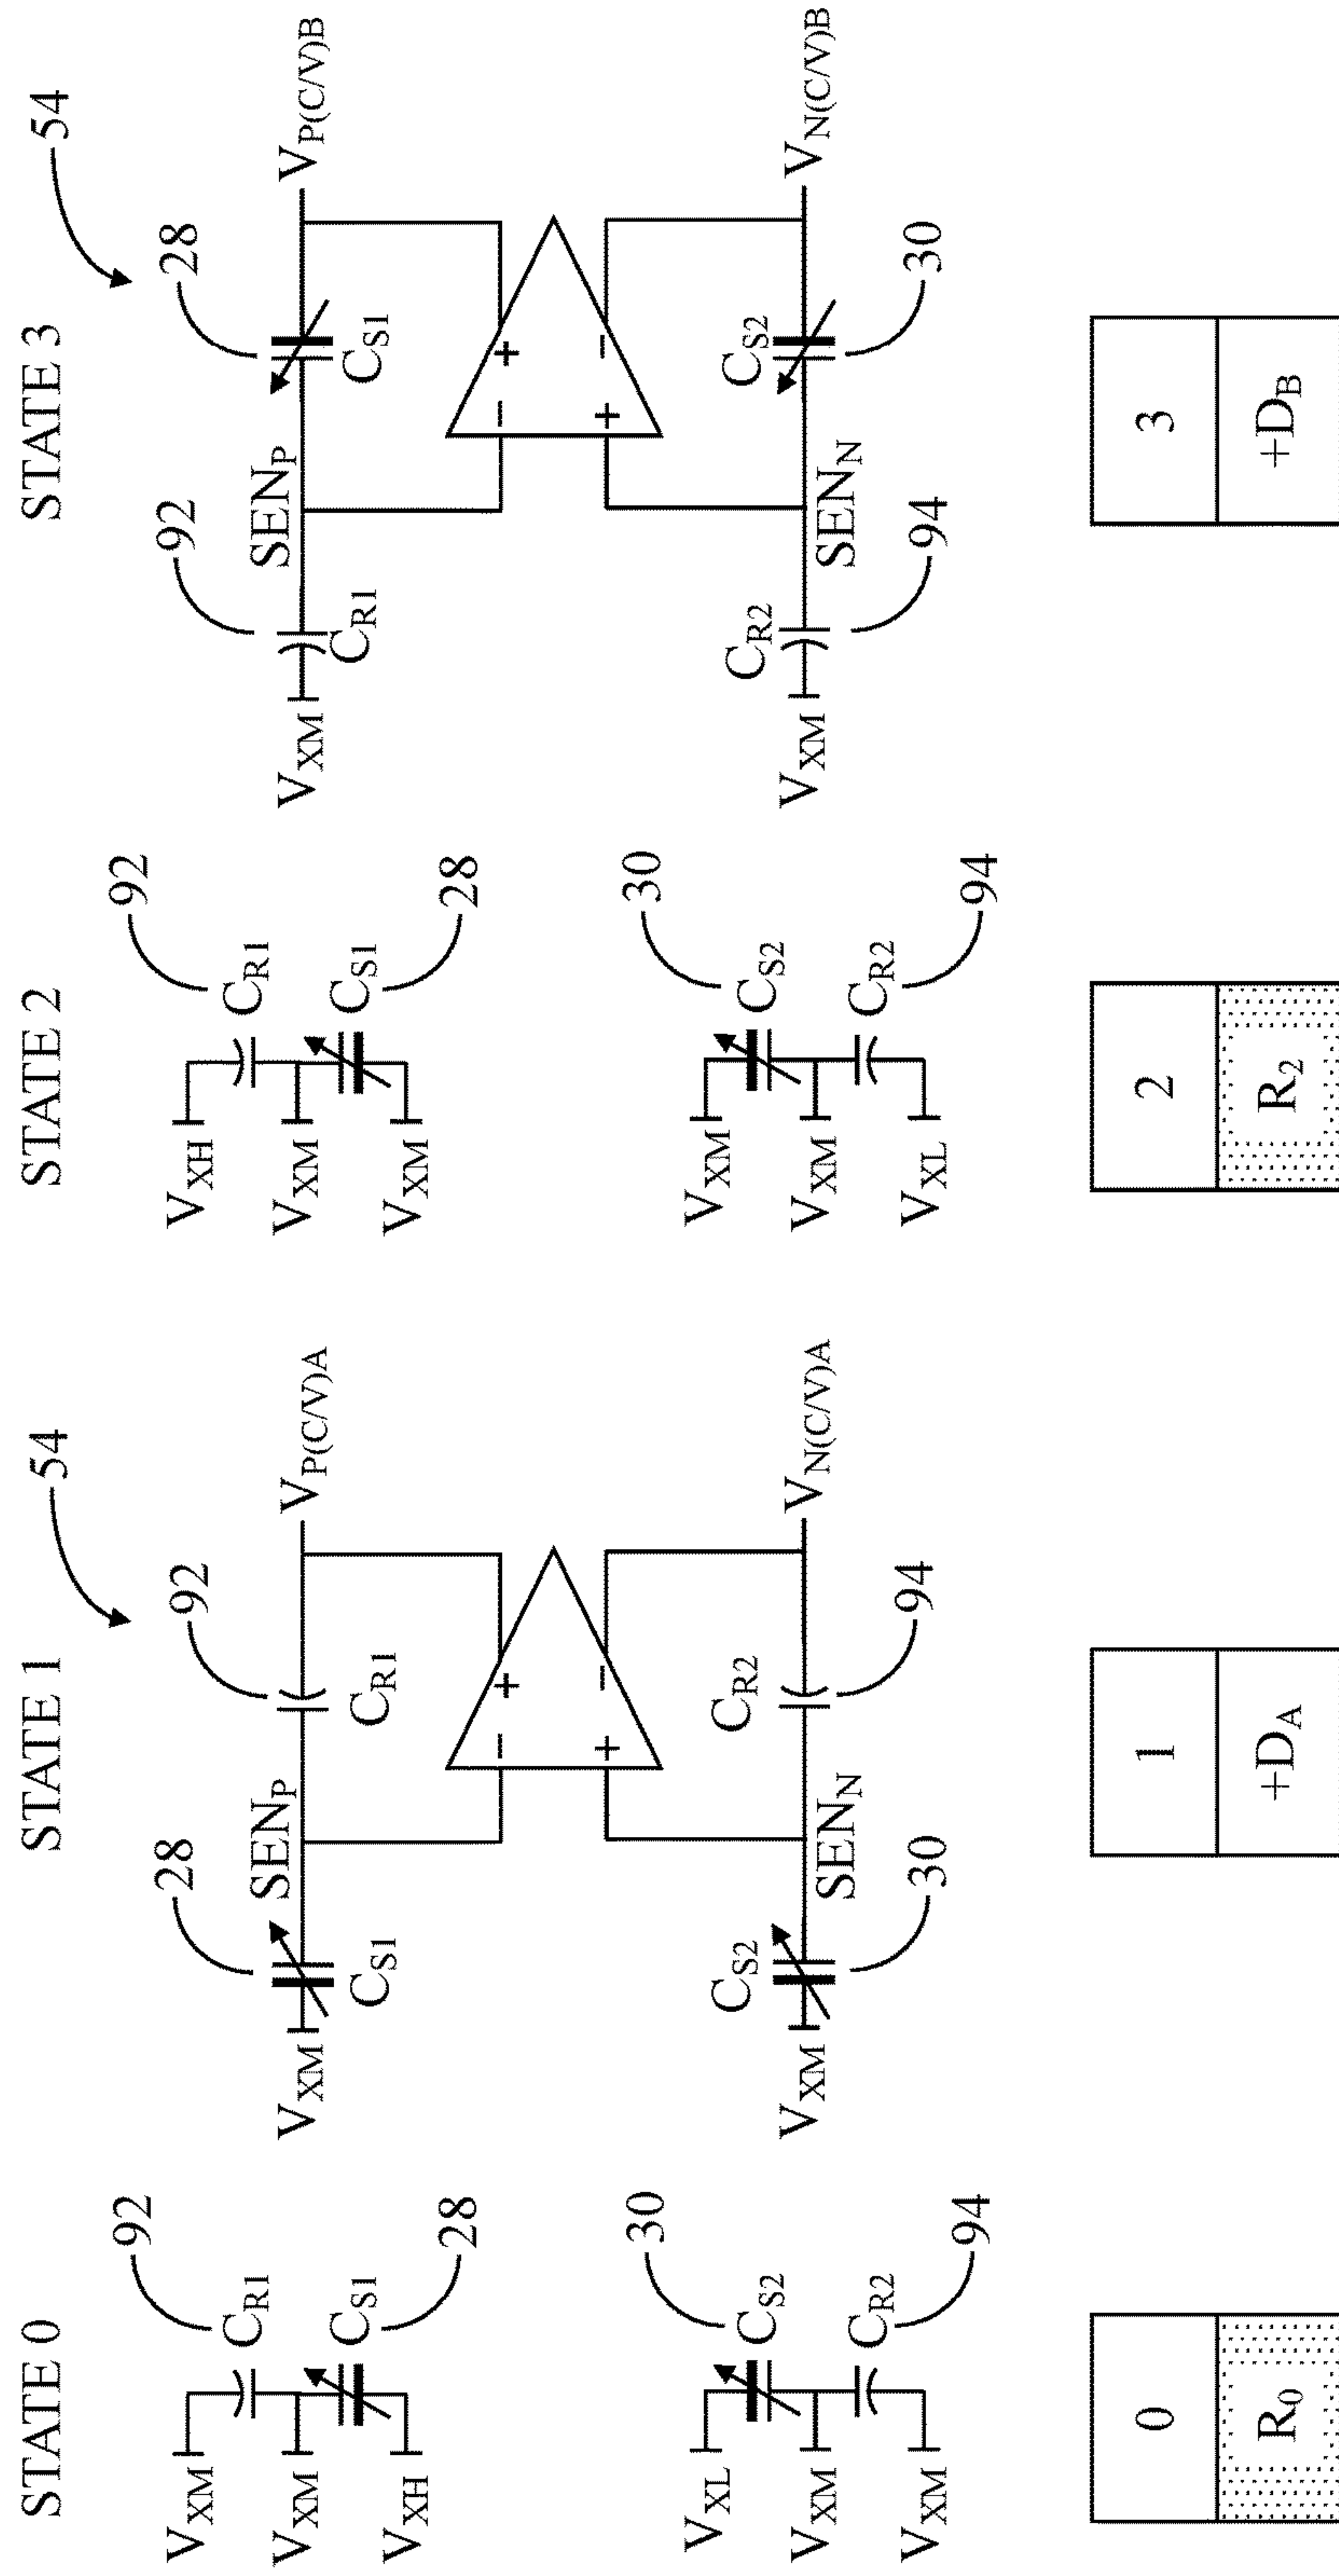 STATE 0
92
V_XM
C_R1
V_XM
C_S1
V_XH
28
30
V_XL
C_S2
V_XM
C_R2
V_XM
94
0
R_0
STATE 1
54
28
92
SEN_P
V_XM
V_P(C/V)A
C_S1
C_R1
- +
+ -
C_S2
C_R2
V_XM
V_N(C/V)A
SEN_N
30
94
1
+D_A
STATE 2
92
V_XH
C_R1
V_XM
C_S1
V_XM
28
30
V_XM
C_S2
V_XM
C_R2
V_XL
94
2
R_2
STATE 3
54
92
28
SEN_P
V_XM
V_P(C/V)B
C_R1
C_S1
- +
+ -
C_R2
C_S2
V_XM
V_N(C/V)B
SEN_N
94
30
3
+D_B